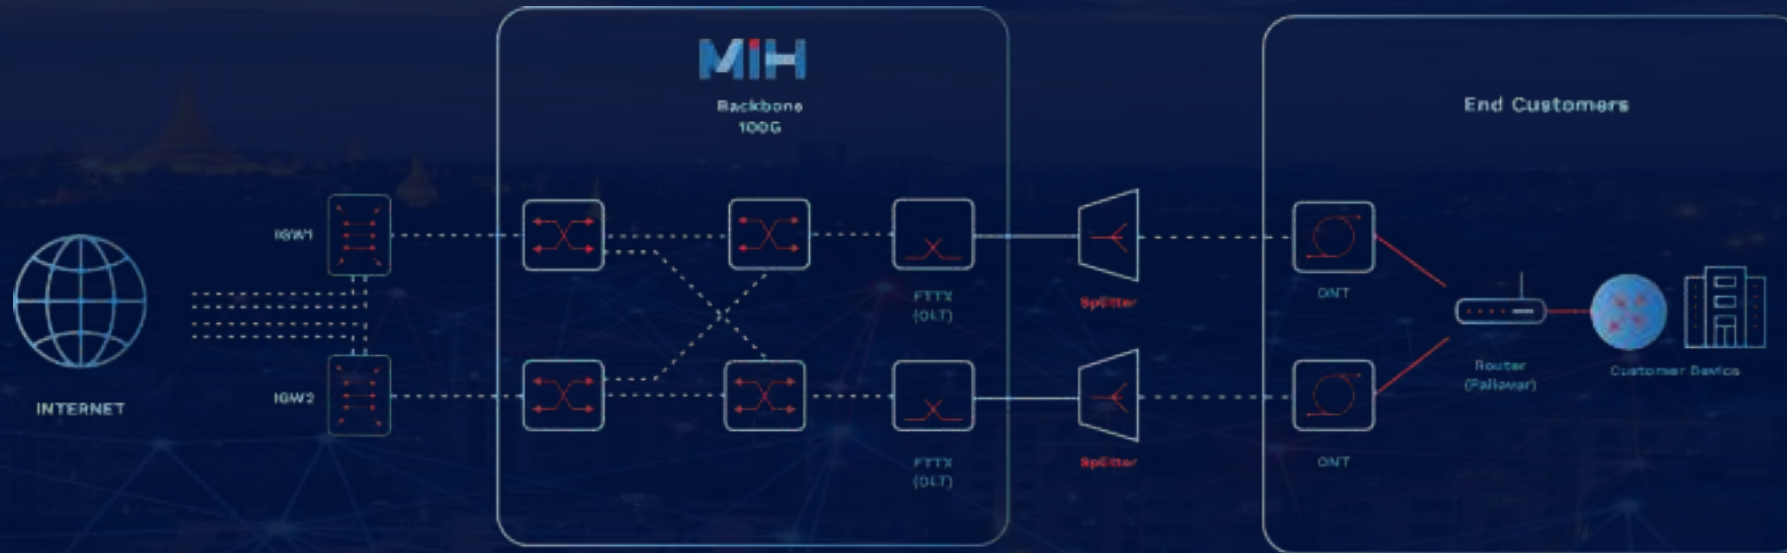 MIH
Backbone
100G
End Customers
IGW1
INTERNET
IGW2
FTTX
(OLT)
Splitter
ONT
Router
(Failover)
Customer Device
FTTX
(OLT)
Splitter
ONT